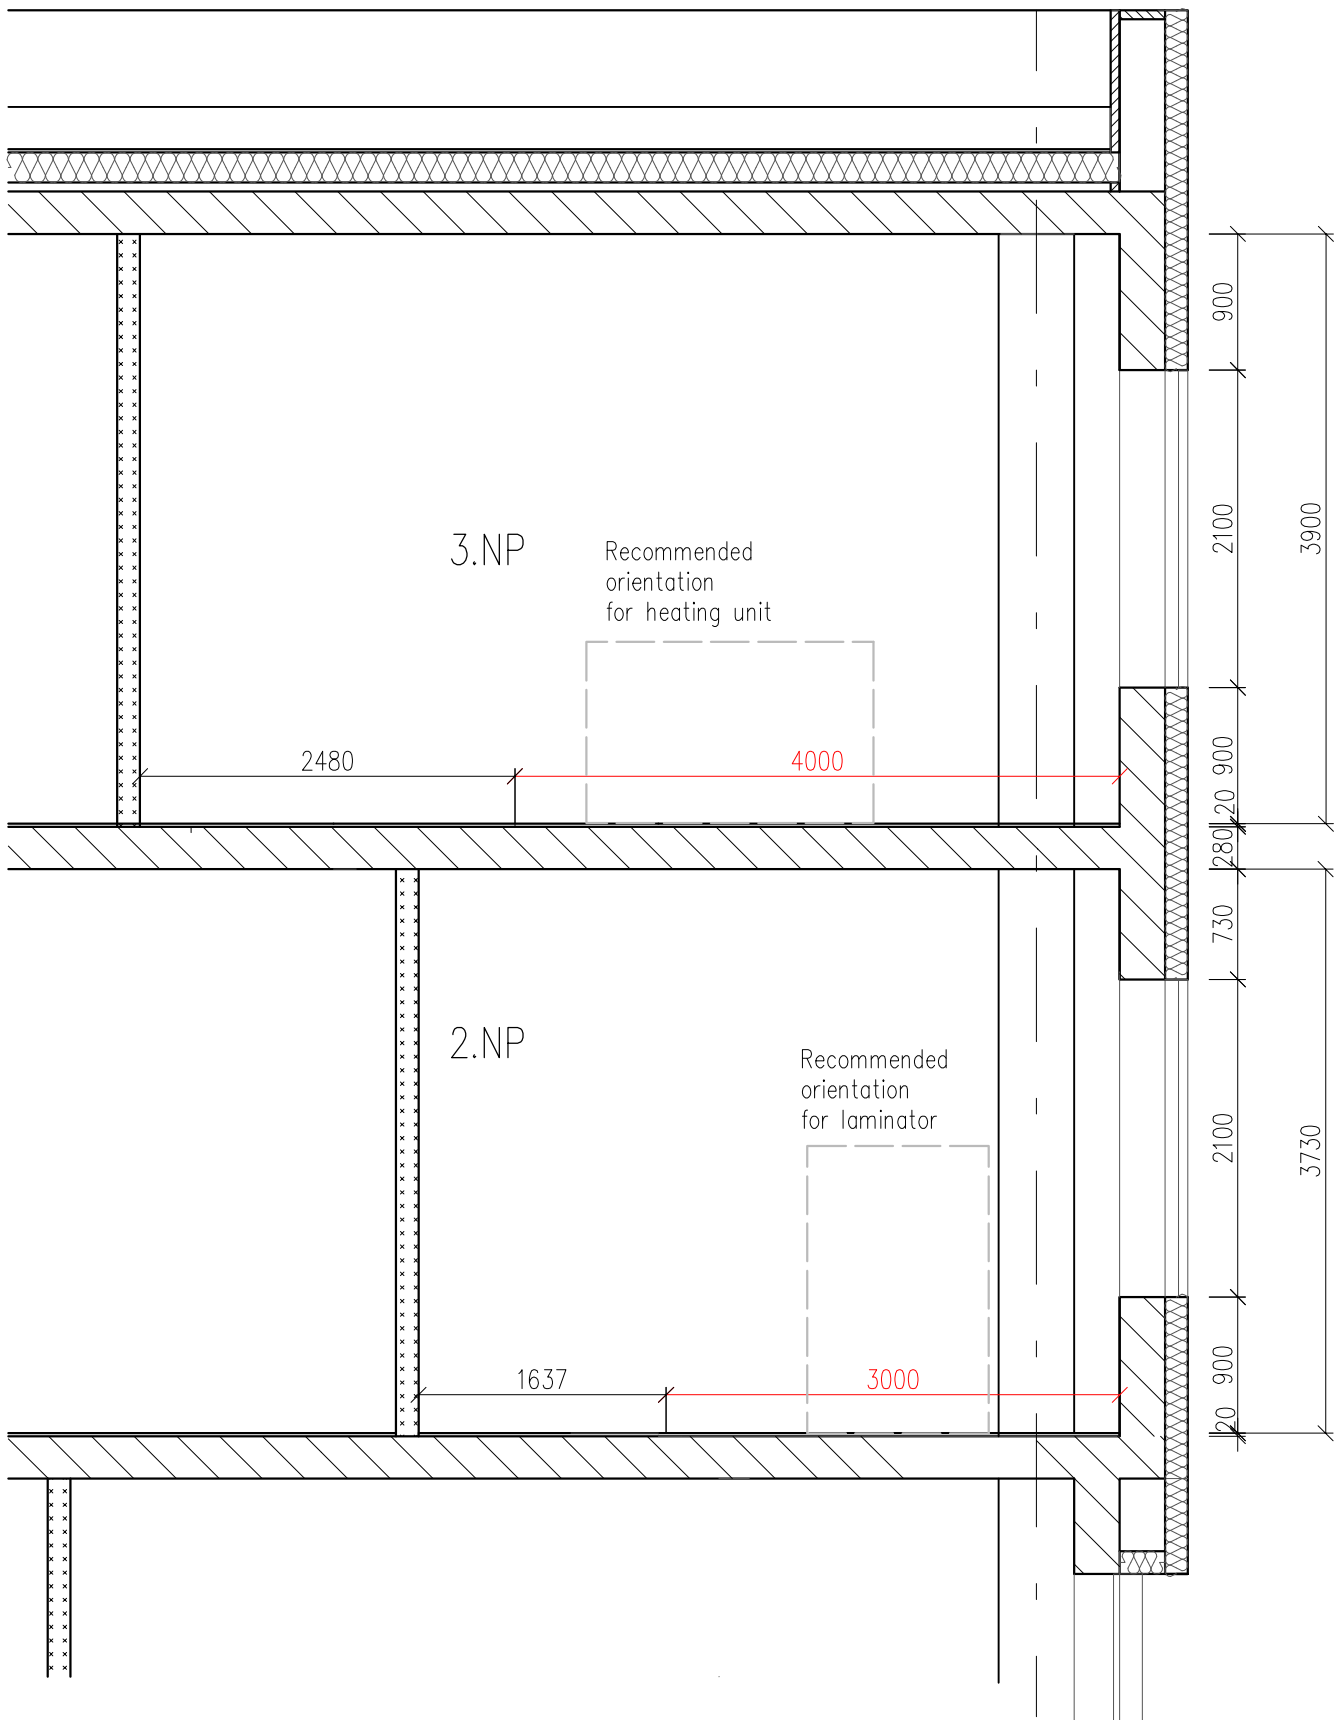 900
2100
3900
3.NP
Recommended
orientation
for heating unit
2480
4000
900
20
280
730
2.NP
Recommended
orientation
for laminator
2100
3730
1637
3000
900
20